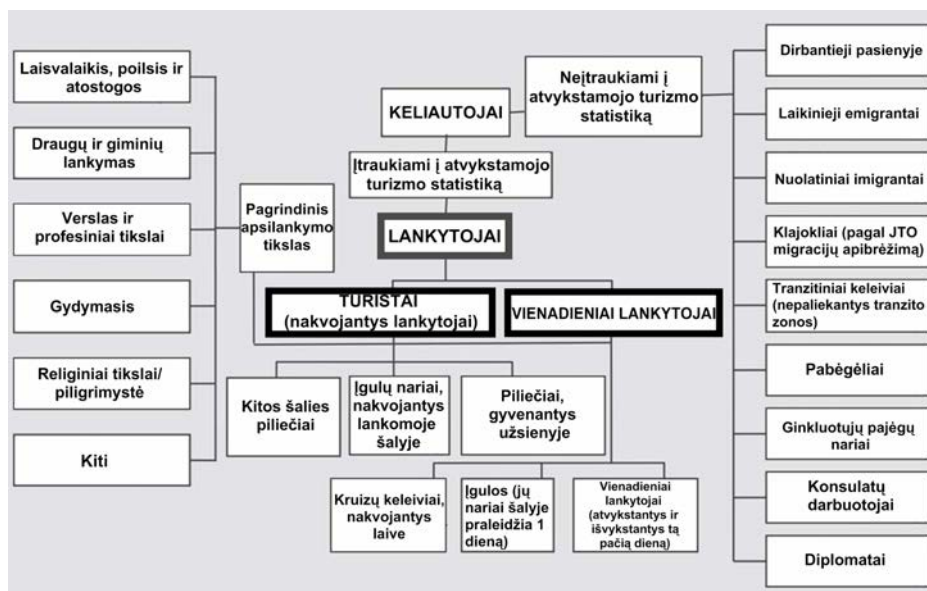 Laisvalaikis, poilsis ir
atostogos
Draugų ir giminių
lankymas
Verslas ir
profesiniai tikslai
Gydymasis
Religiniai tikslai/
piligrimystė
Kiti
Pagrindinis
apsilankymo
tikslas
KELIAUTOJAI
Neįtraukiami į
atvykstamojo turizmo
statistiką
Įtraukiami į atvykstamojo
turizmo statistiką
LANKYTOJAI
TURISTAI
(nakvojantys lankytojai)
VIENADIENIAI LANKYTOJAI
Kitos šalies
piliečiai
Įgulų nariai,
nakvojantys
lankomoje
šalyje
Piliečiai,
gyvenantys
užsienyje
Kruizų keleiviai,
nakvojantys
laive
Įgulos (jų
nariai šalyje
praleidžia 1
dieną)
Vienadieniai
lankytojai
(atvykstantys ir
išvykstantys tą
pačią dieną)
Dirbantieji pasienyje
Laikinieji emigrantai
Nuolatiniai imigrantai
Klajokliai (pagal JTO
migracijų apibrėžimą)
Tranzitiniai keleiviai
(nepaliekantys tranzito
zonos)
Pabėgėliai
Ginkluotųjų pajėgų
nariai
Konsulatų
darbuotojai
Diplomatai